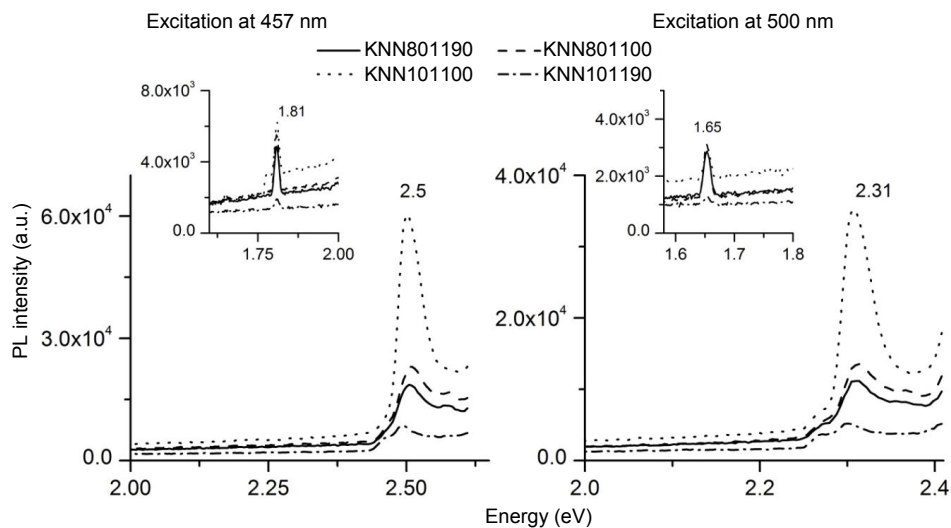 Excitation at 457 nm
Excitation at 500 nm
KNN801190
KNN801100
KNN101100
KNN101190
8.0x10³
1.81
4.0x10³
0.0
1.75 2.00
5.0x10³
1.65
2.0x10³
0.0
1.6 1.7 1.8
PL intensity (a.u.)
6.0x10⁴
2.5
3.0x10⁴
0.0
2.00 2.25 2.50
4.0x10⁴
2.31
2.0x10⁴
0.0
2.0 2.2 2.4
Energy (eV)